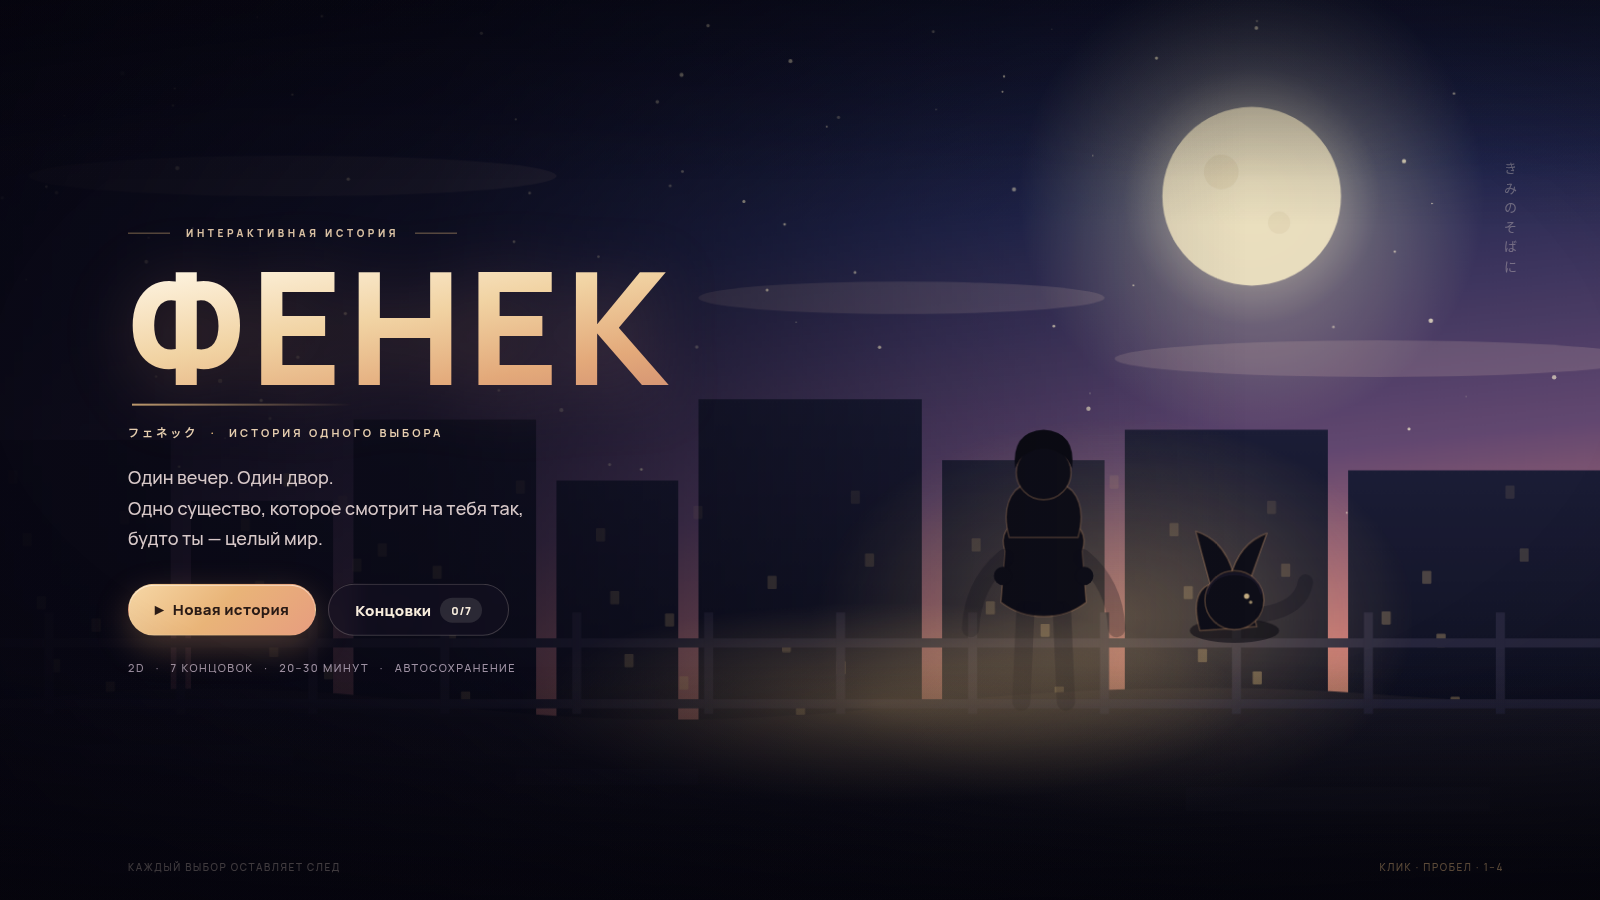 ИНТЕРАКТИВНАЯ ИСТОРИЯ
ФЕНЕК
フェネック · ИСТОРИЯ ОДНОГО ВЫБОРА
Один вечер. Один двор.
Одно существо, которое смотрит на тебя так,
будто ты — целый мир.
▶ Новая история
Концовки 0/7
2D · 7 КОНЦОВОК · 20–30 МИНУТ · АВТОСОХРАНЕНИЕ
きみのそばに
КАЖДЫЙ ВЫБОР ОСТАВЛЯЕТ СЛЕД
КЛИК · ПРОБЕЛ · 1–4